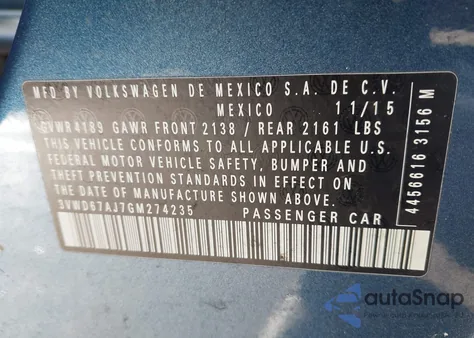 MFD BY VOLKSWAGEN DE MEXICO S.A. DE C.V.
MEXICO 11/15
GVWR4189 GAWR FRONT 2138 / REAR 2161 LBS
THIS VEHICLE CONFORMS TO ALL APPLICABLE U.S.
FEDERAL MOTOR VEHICLE SAFETY, BUMPER AND
THEFT PREVENTION STANDARDS IN EFFECT ON
THE DATE OF MANUFACTURE SHOWN ABOVE.
3VWD67AJ7GM274235 PASSENGER CAR
4456616 3156 M
autoSnap